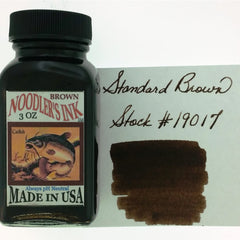 BROWN
NOODLER'S INK
3 OZ
Catfish
Always pH Neutral
MADE IN USA
Standard Brown
Stock #19017